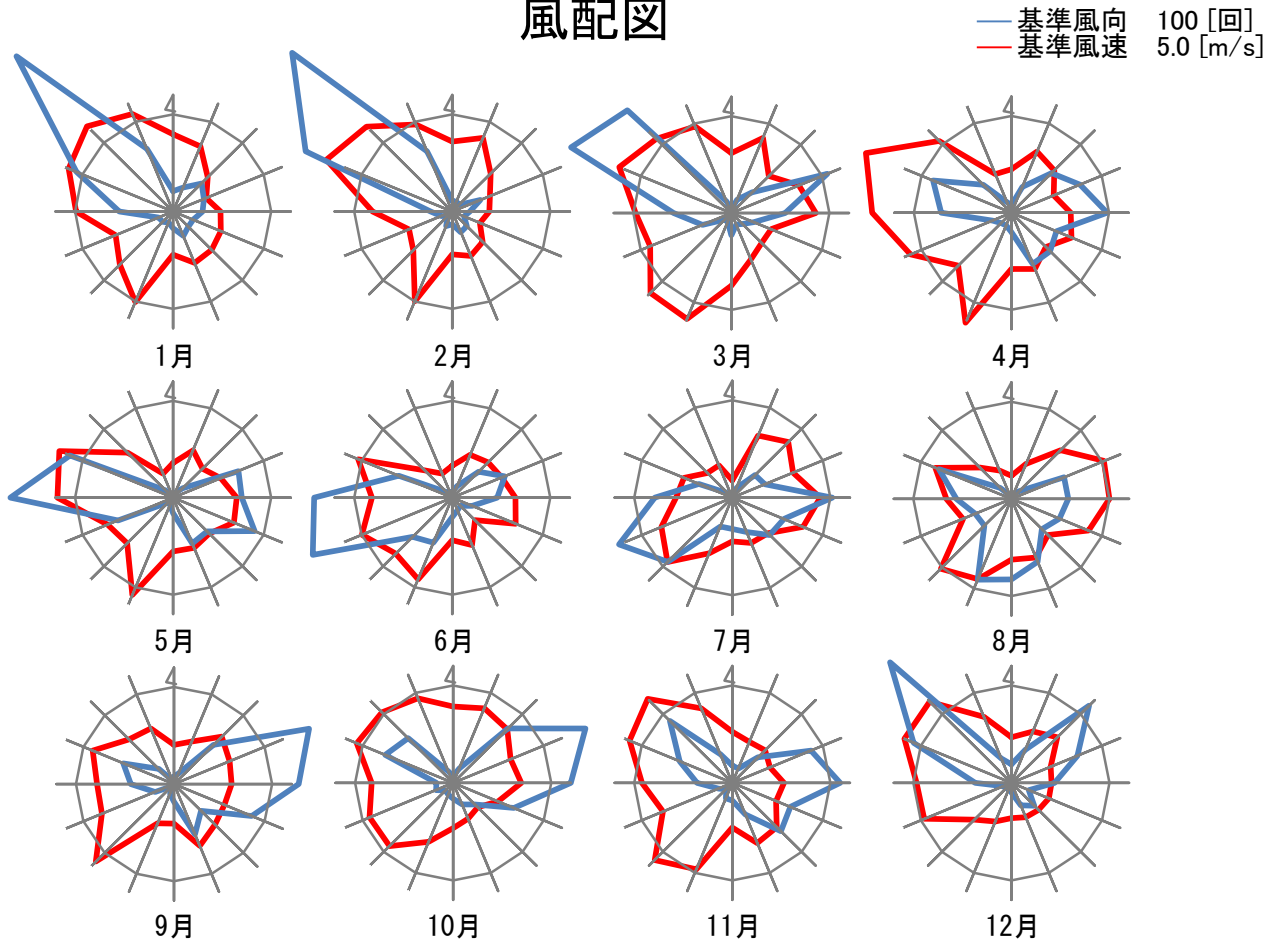 風配図
基準風向 100 [回]
基準風速 5.0 [m/s]
1月
2月
3月
4月
5月
6月
7月
8月
9月
10月
11月
12月